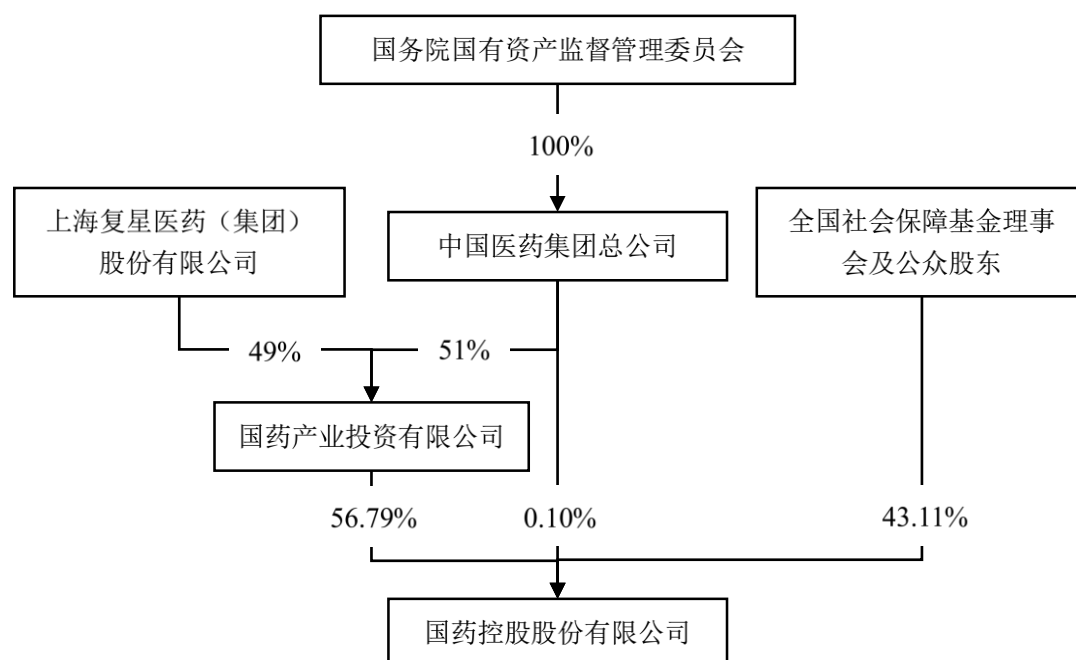 国务院国有资产监督管理委员会
100%
上海复星医药（集团）
股份有限公司
中国医药集团总公司
全国社会保障基金理事
会及公众股东
49%
51%
国药产业投资有限公司
56.79%
0.10%
43.11%
国药控股股份有限公司